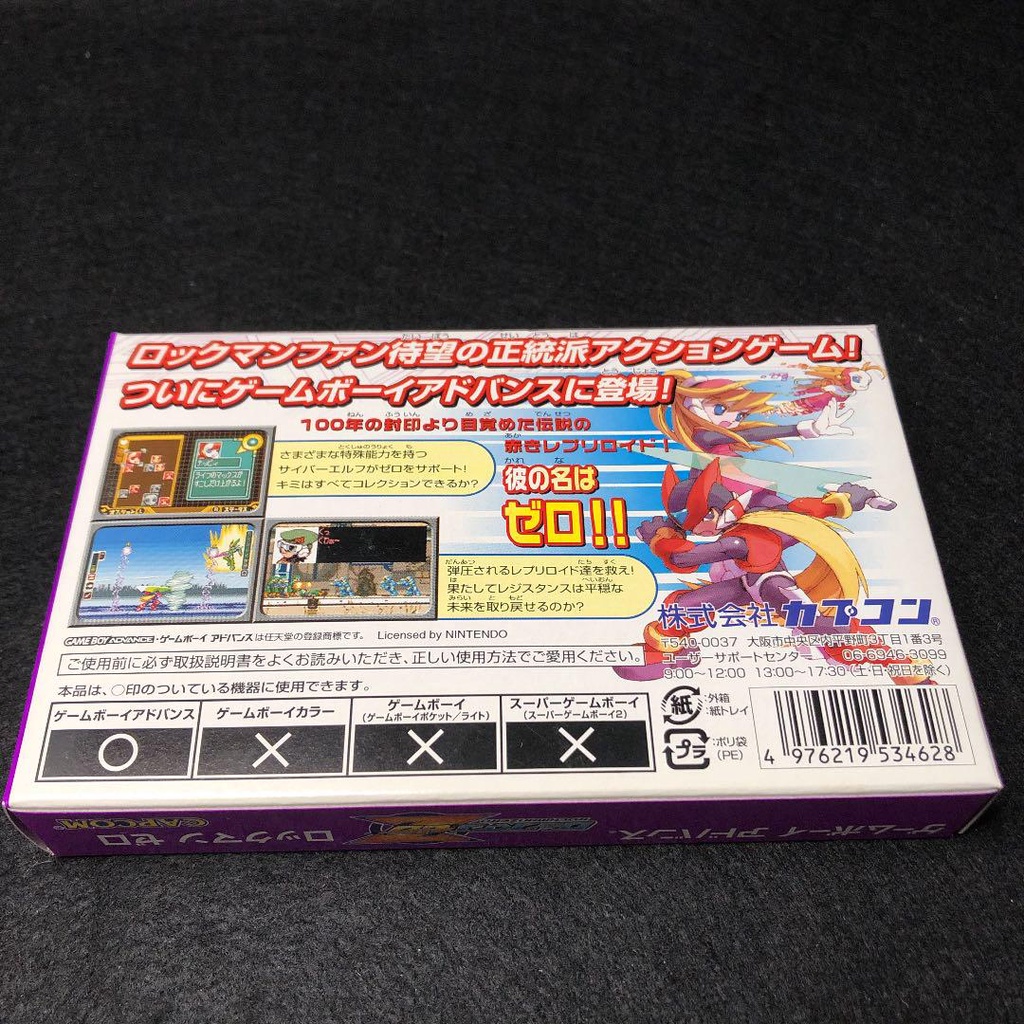 ロックマンファン待望の正統派アクションゲーム!
ついにゲームボーイアドバンスに登場!
100年の封印より目覚めた伝説の
赤きレプリロイド!
彼の名は
ゼロ!!
さまざまな特殊能力を持つ
サイバーエルフがゼロをサポート!
キミはすべてコレクションできるか?
弾圧されるレプリロイド達を救え!
果たしてレジスタンスは平穏な
未来を取り戻せるのか?
株式会社カプコン®
〒540-0037 大阪市中央区内平野町3丁目1番3号
ユーザーサポートセンター 06-6946-3099
9:00~12:00 13:00~17:30(土・日・祝日を除く)
GAME BOY ADVANCE・ゲームボーイ アドバンスは任天堂の登録商標です。 Licensed by NINTENDO
ご使用前に必ず取扱説明書をよくお読みいただき、正しい使用方法でご愛用ください。
本品は、○印のついている機器に使用できます。
ゲームボーイアドバンス ゲームボーイカラー ゲームボーイ スーパーゲームボーイ
(ゲームボーイポケット/ライト) (スーパーゲームボーイ2)
○ × × ×
紙 :外箱
:紙トレイ
プラ :ポリ袋
(PE)
4 976219 534628
ゲームボーイ アドバンス ロックマン ゼロ CAPCOM®